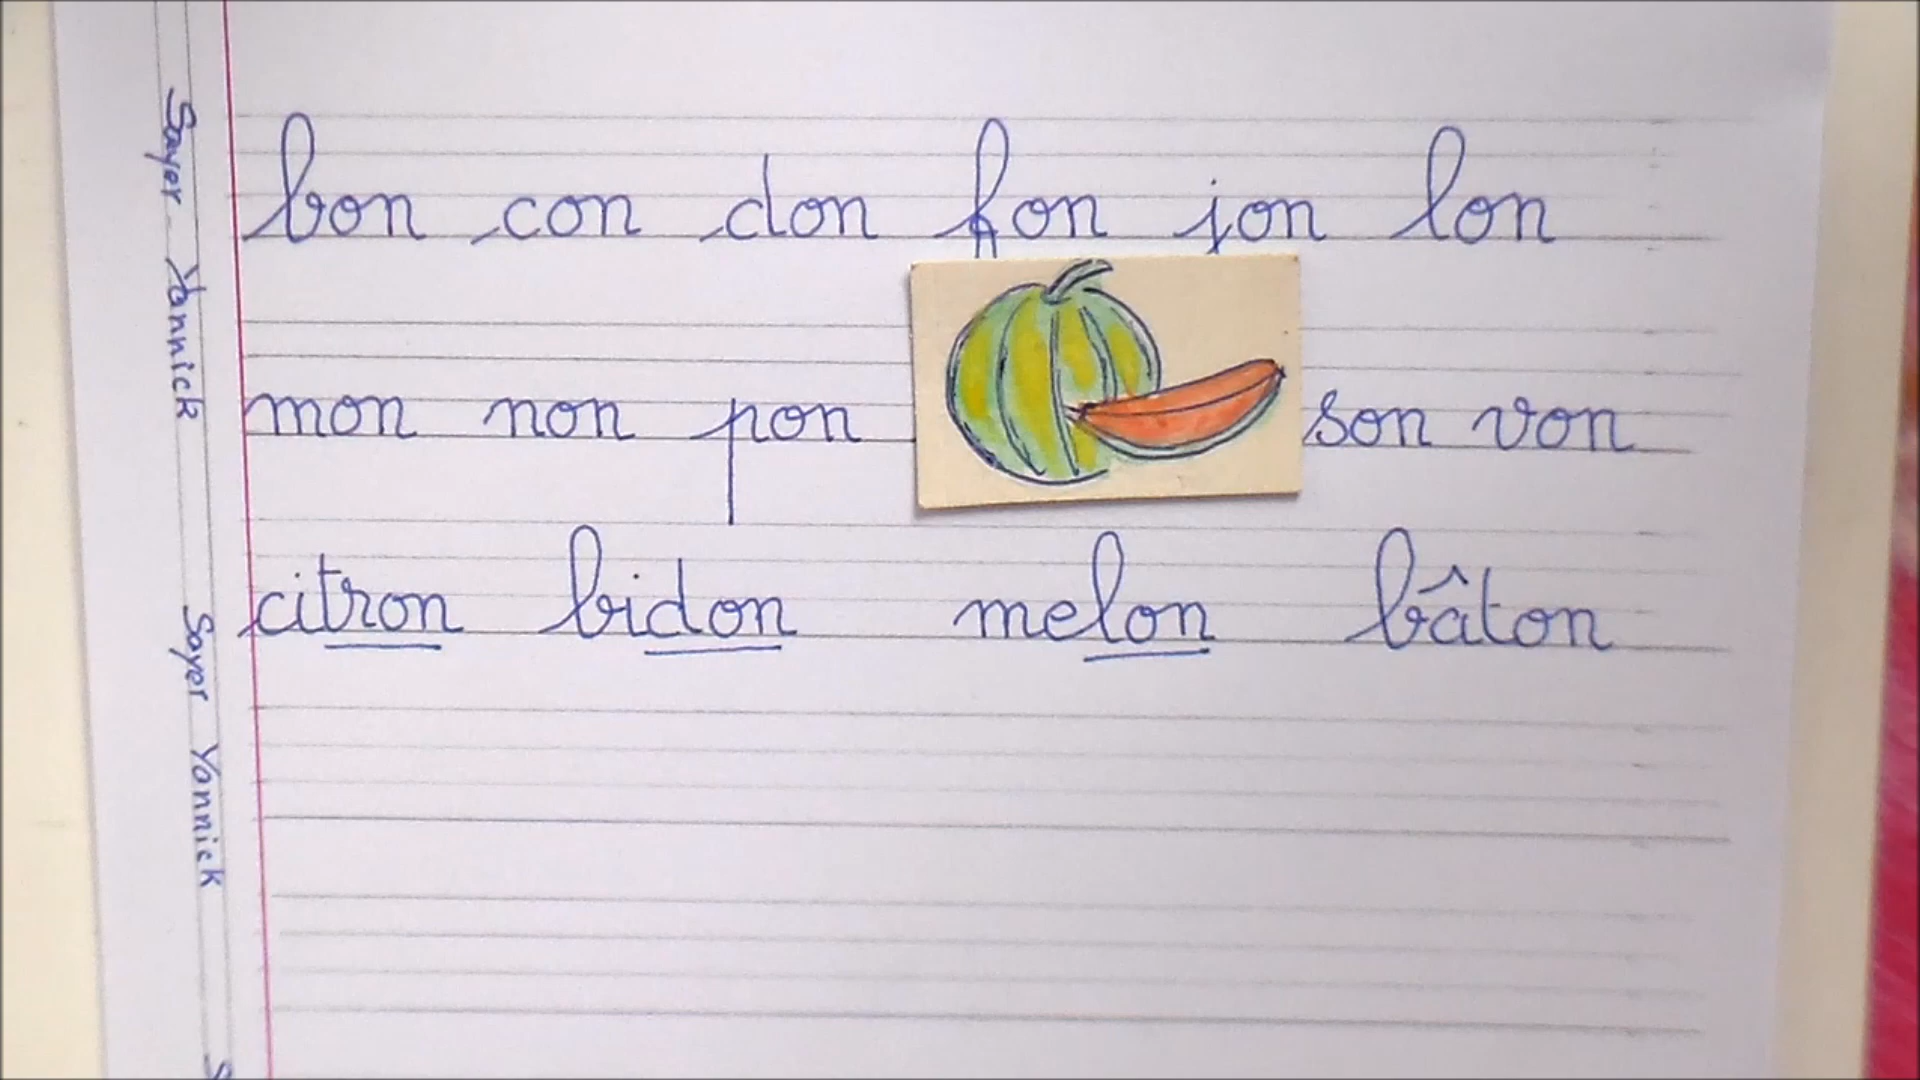 bon con don fon jon lon
mon non pon son von
citron bidon melon bâton
Sayer Yannick
Sayer Yannick